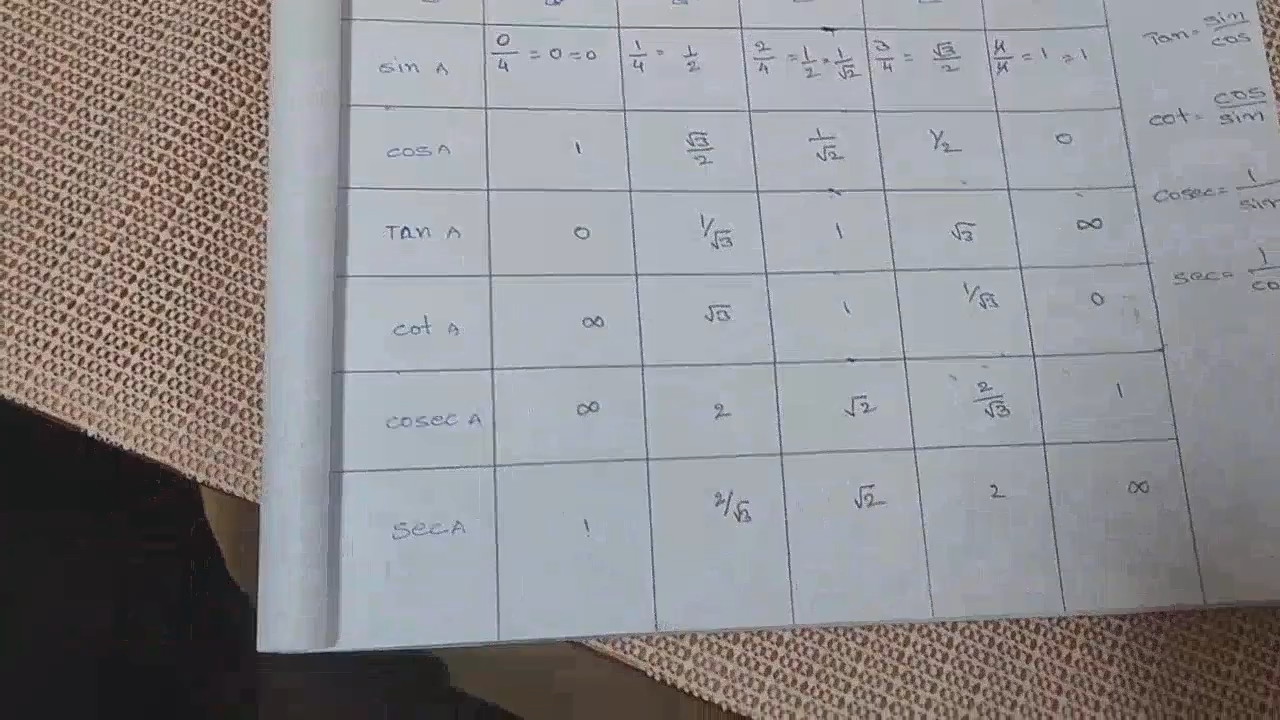 sin A 0/4 = 0 = 0 1/4 = 1/2 2/4 = 1/2 = 1/√2 3/4 = √3/2 4/4 = 1 = 1
cos A 1 √3/2 1/√2 1/2 0
Tan A 0 1/√3 1 √3 ∞
cot A ∞ √3 1 1/√3 0
cosec A ∞ 2 √2 2/√3 1
sec A 1 2/√3 √2 2 ∞
Tan = sin/cos
cot = cos/sin
cosec = 1/sin
sec = 1/co